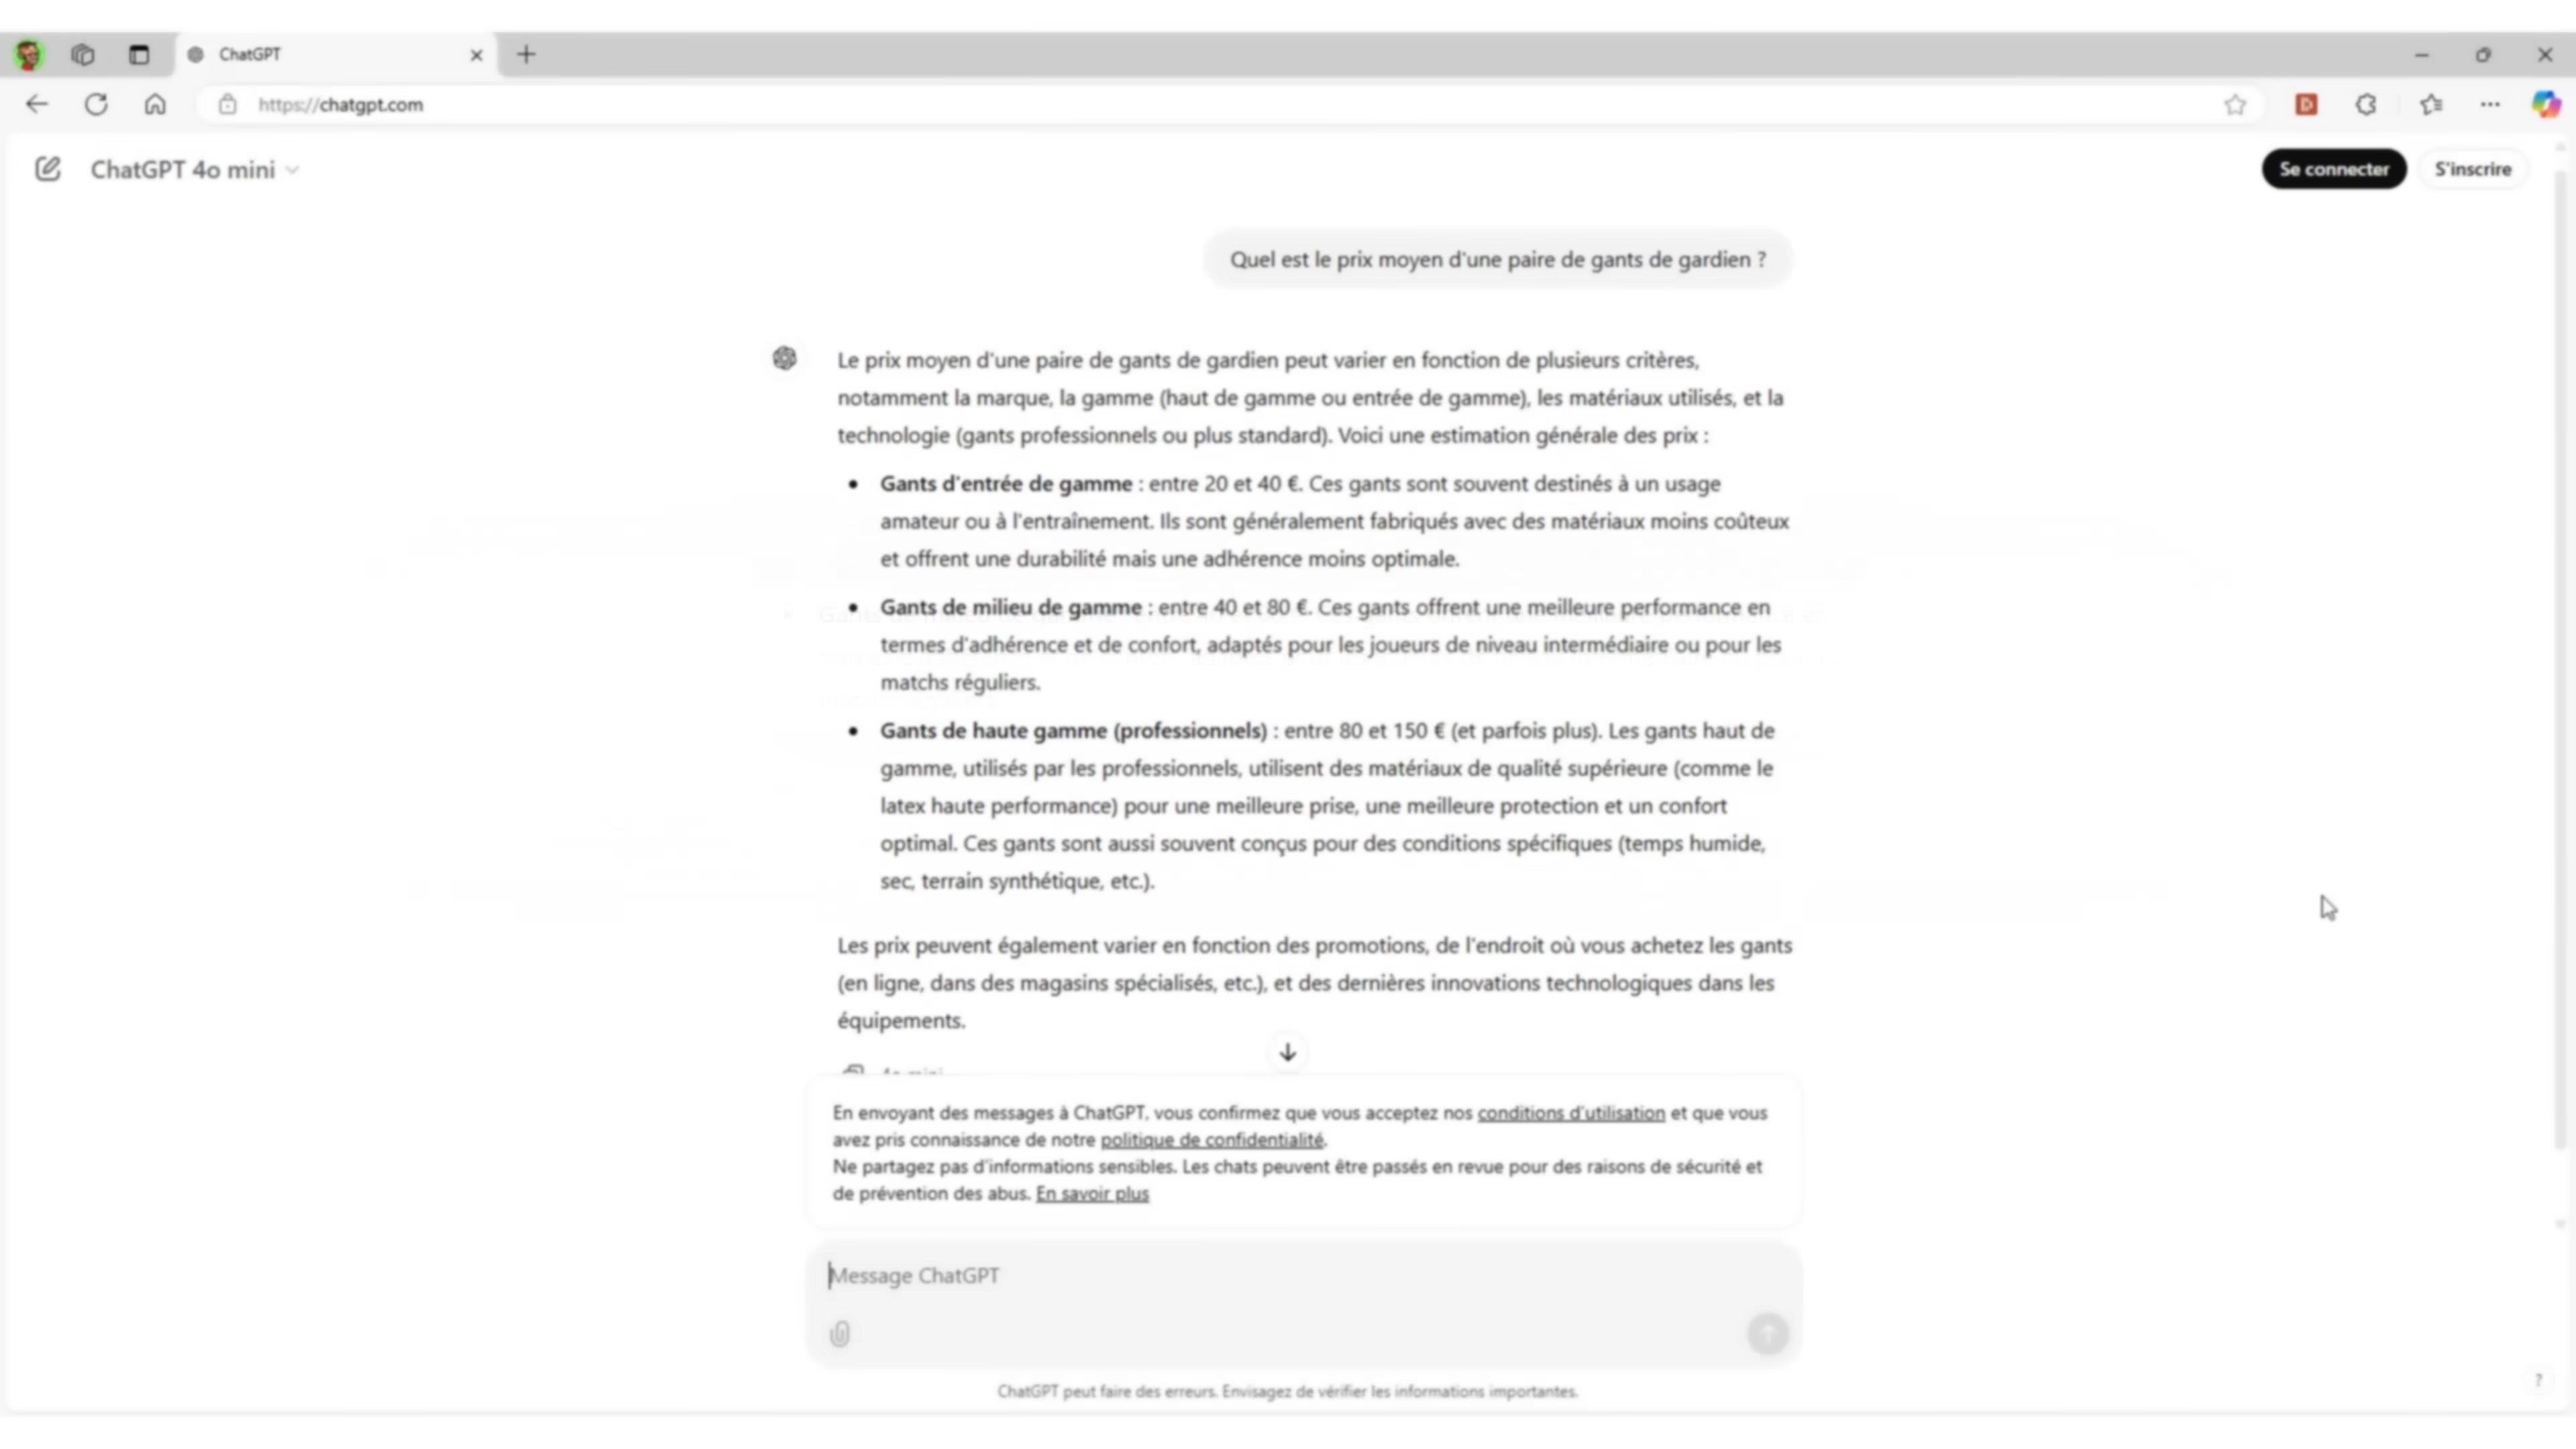 ChatGPT
https://chatgpt.com
ChatGPT 4o mini
Se connecter
S'inscrire
Quel est le prix moyen d'une paire de gants de gardien ?
Le prix moyen d'une paire de gants de gardien peut varier en fonction de plusieurs critères,
notamment la marque, la gamme (haut de gamme ou entrée de gamme), les matériaux utilisés, et la
technologie (gants professionnels ou plus standard). Voici une estimation générale des prix :
• Gants d'entrée de gamme : entre 20 et 40 €. Ces gants sont souvent destinés à un usage
amateur ou à l'entraînement. Ils sont généralement fabriqués avec des matériaux moins coûteux
et offrent une durabilité mais une adhérence moins optimale.
• Gants de milieu de gamme : entre 40 et 80 €. Ces gants offrent une meilleure performance en
termes d'adhérence et de confort, adaptés pour les joueurs de niveau intermédiaire ou pour les
matchs réguliers.
• Gants de haute gamme (professionnels) : entre 80 et 150 € (et parfois plus). Les gants haut de
gamme, utilisés par les professionnels, utilisent des matériaux de qualité supérieure (comme le
latex haute performance) pour une meilleure prise, une meilleure protection et un confort
optimal. Ces gants sont aussi souvent conçus pour des conditions spécifiques (temps humide,
sec, terrain synthétique, etc.).
Les prix peuvent également varier en fonction des promotions, de l'endroit où vous achetez les gants
(en ligne, dans des magasins spécialisés, etc.), et des dernières innovations technologiques dans les
équipements.
4o mini
En envoyant des messages à ChatGPT, vous confirmez que vous acceptez nos conditions d'utilisation et que vous
avez pris connaissance de notre politique de confidentialité.
Ne partagez pas d'informations sensibles. Les chats peuvent être passés en revue pour des raisons de sécurité et
de prévention des abus. En savoir plus
Message ChatGPT
ChatGPT peut faire des erreurs. Envisagez de vérifier les informations importantes.
?